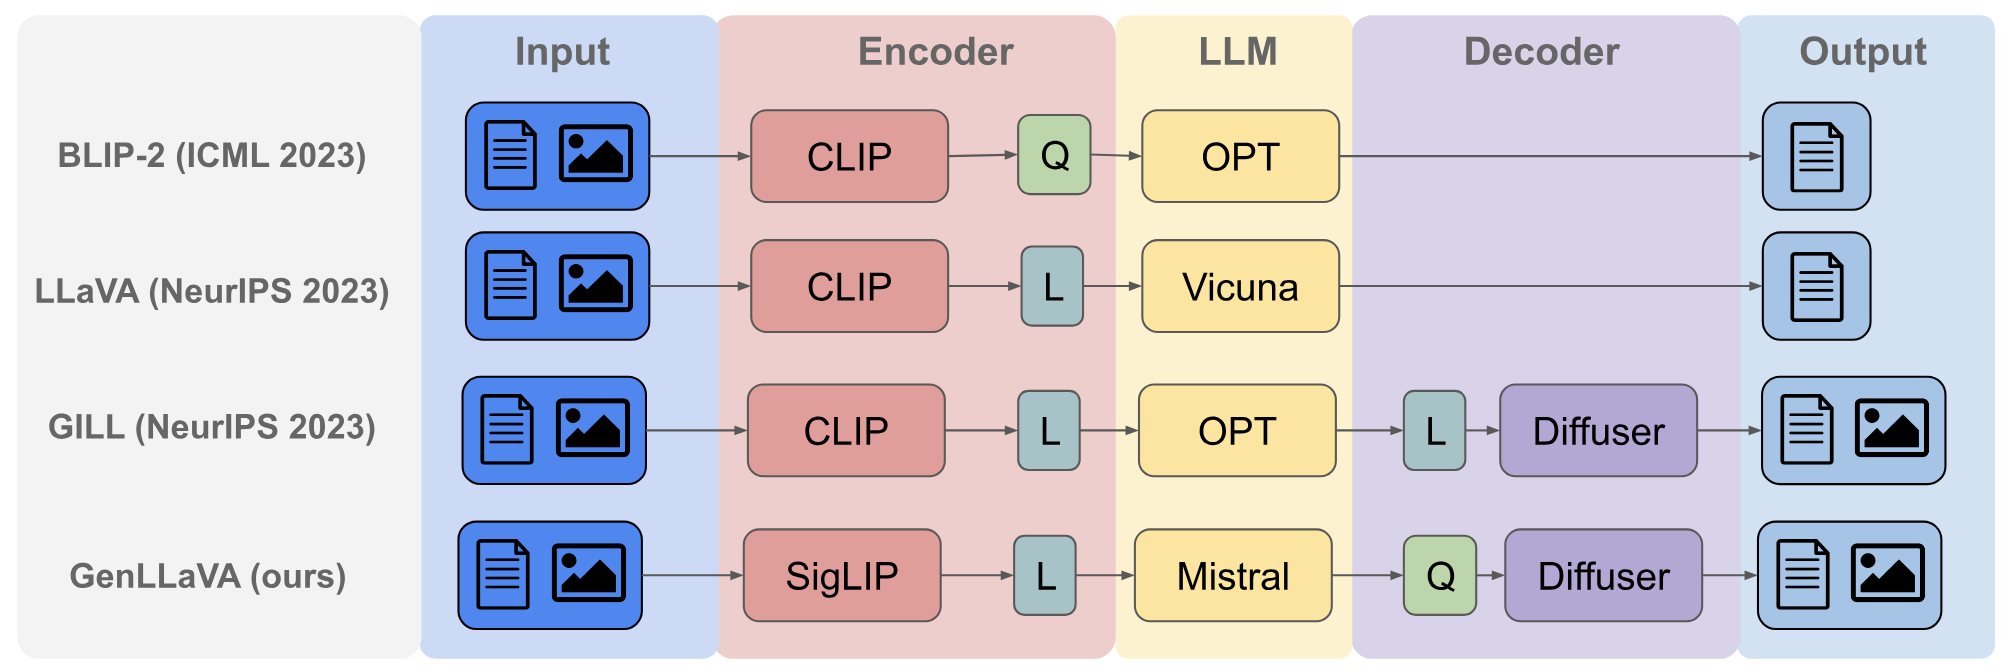 Input Encoder LLM Decoder Output
BLIP-2 (ICML 2023) CLIP Q OPT
LLaVA (NeurIPS 2023) CLIP L Vicuna
GILL (NeurIPS 2023) CLIP L OPT L Diffuser
GenLLaVA (ours) SigLIP L Mistral Q Diffuser